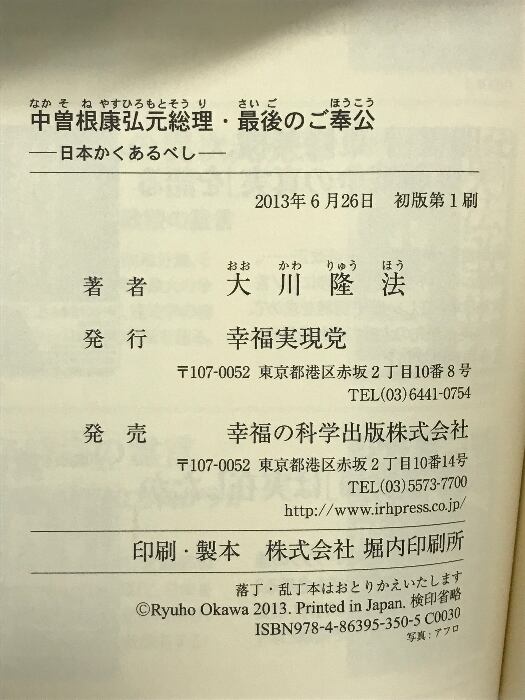 なかそねやすひろもとそうり さいご ほうこう
中曽根康弘元総理・最後のご奉公
―日本かくあるべし―
2013年6月26日 初版第1刷
おお かわ りゅう ほう
著者 大川隆法
発行 幸福実現党
〒107-0052 東京都港区赤坂2丁目10番8号
TEL(03)6441-0754
発売 幸福の科学出版株式会社
〒107-0052 東京都港区赤坂2丁目10番14号
TEL(03)5573-7700
http://www.irhpress.co.jp/
印刷・製本 株式会社 堀内印刷所
落丁・乱丁本はおとりかえいたします
©Ryuho Okawa 2013. Printed in Japan. 検印省略
ISBN978-4-86395-350-5 C0030
写真：アフロ